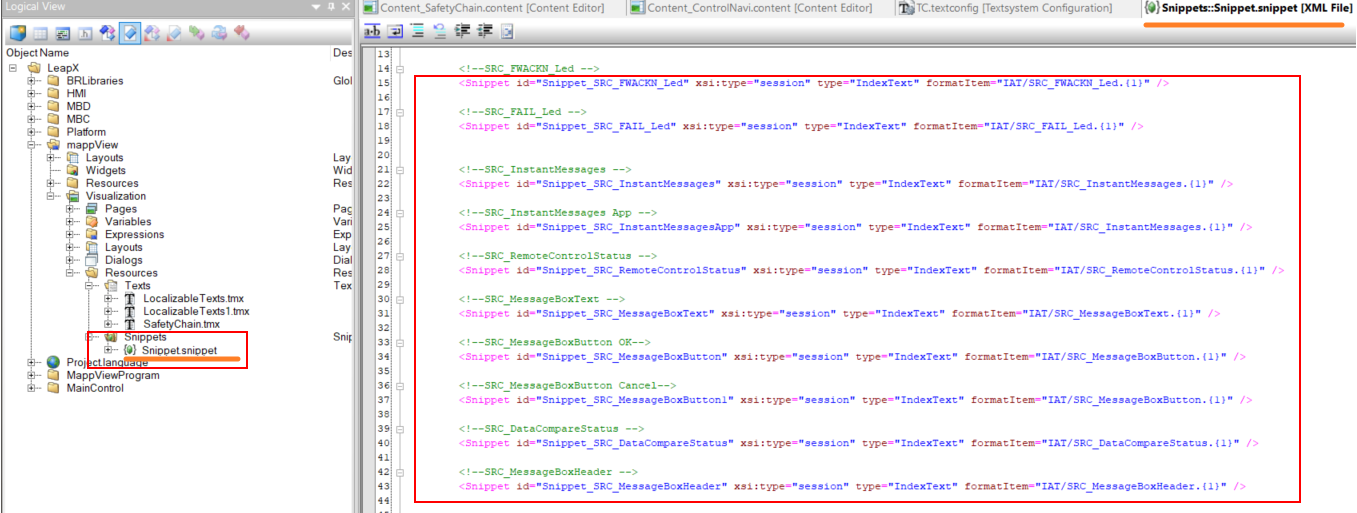 Logical View
Content_SafetyChain.content [Content Editor]
Content_ControlNavi.content [Content Editor]
TC.textconfig [Textsystem Configuration]
Snippets::Snippet.snippet [XML File]
Object Name
Des
LeapX
BRLibraries
Glol
HMI
MBD
MBC
Platform
mappView
Layouts
Lay
Widgets
Wid
Resources
Res
Visualization
Pages
Pag
Variables
Vari
Expressions
Exp
Layouts
Lay
Dialogs
Dial
Resources
Res
Texts
Tex
LocalizableTexts.tmx
LocalizableTexts1.tmx
SafetyChain.tmx
Snippets
Snip
Snippet.snippet
Project.language
MappViewProgram
MainControl
13
14 <!--SRC_FWACKN_Led -->
15 <Snippet id="Snippet_SRC_FWACKN_Led" xsi:type="session" type="IndexText" formatItem="IAT/SRC_FWACKN_Led.{1}" />
16
17 <!--SRC_FAIL_Led -->
18 <Snippet id="Snippet_SRC_FAIL_Led" xsi:type="session" type="IndexText" formatItem="IAT/SRC_FAIL_Led.{1}" />
19
20
21 <!--SRC_InstantMessages -->
22 <Snippet id="Snippet_SRC_InstantMessages" xsi:type="session" type="IndexText" formatItem="IAT/SRC_InstantMessages.{1}" />
23
24 <!--SRC_InstantMessages App -->
25 <Snippet id="Snippet_SRC_InstantMessagesApp" xsi:type="session" type="IndexText" formatItem="IAT/SRC_InstantMessages.{1}" />
26
27 <!--SRC_RemoteControlStatus -->
28 <Snippet id="Snippet_SRC_RemoteControlStatus" xsi:type="session" type="IndexText" formatItem="IAT/SRC_RemoteControlStatus.{1}" />
29
30 <!--SRC_MessageBoxText -->
31 <Snippet id="Snippet_SRC_MessageBoxText" xsi:type="session" type="IndexText" formatItem="IAT/SRC_MessageBoxText.{1}" />
32
33 <!--SRC_MessageBoxButton OK-->
34 <Snippet id="Snippet_SRC_MessageBoxButton" xsi:type="session" type="IndexText" formatItem="IAT/SRC_MessageBoxButton.{1}" />
35
36 <!--SRC_MessageBoxButton Cancel-->
37 <Snippet id="Snippet_SRC_MessageBoxButton1" xsi:type="session" type="IndexText" formatItem="IAT/SRC_MessageBoxButton.{1}" />
38
39 <!--SRC_DataCompareStatus -->
40 <Snippet id="Snippet_SRC_DataCompareStatus" xsi:type="session" type="IndexText" formatItem="IAT/SRC_DataCompareStatus.{1}" />
41
42 <!--SRC_MessageBoxHeader -->
43 <Snippet id="Snippet_SRC_MessageBoxHeader" xsi:type="session" type="IndexText" formatItem="IAT/SRC_MessageBoxHeader.{1}" />
44